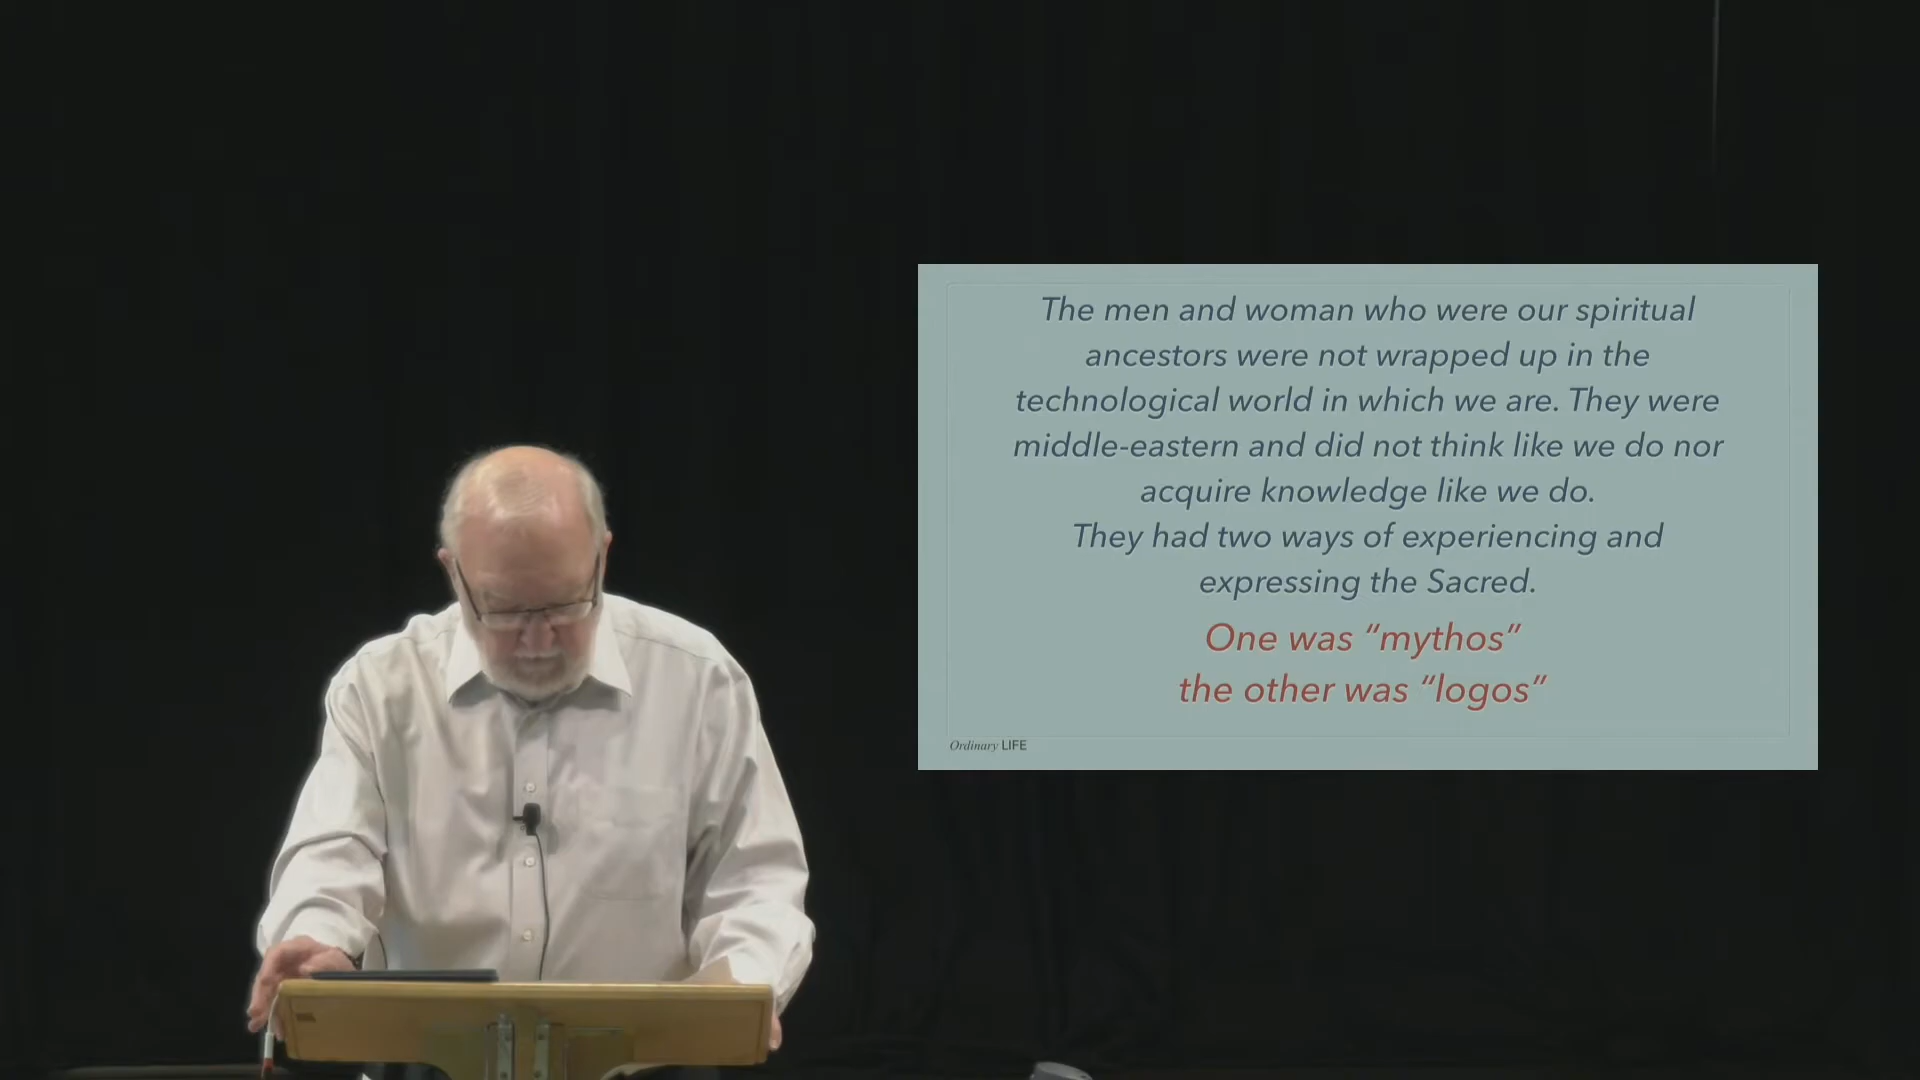 The men and woman who were our spiritual
ancestors were not wrapped up in the
technological world in which we are. They were
middle-eastern and did not think like we do nor
acquire knowledge like we do.
They had two ways of experiencing and
expressing the Sacred.
One was “mythos”
the other was “logos”
Ordinary LIFE